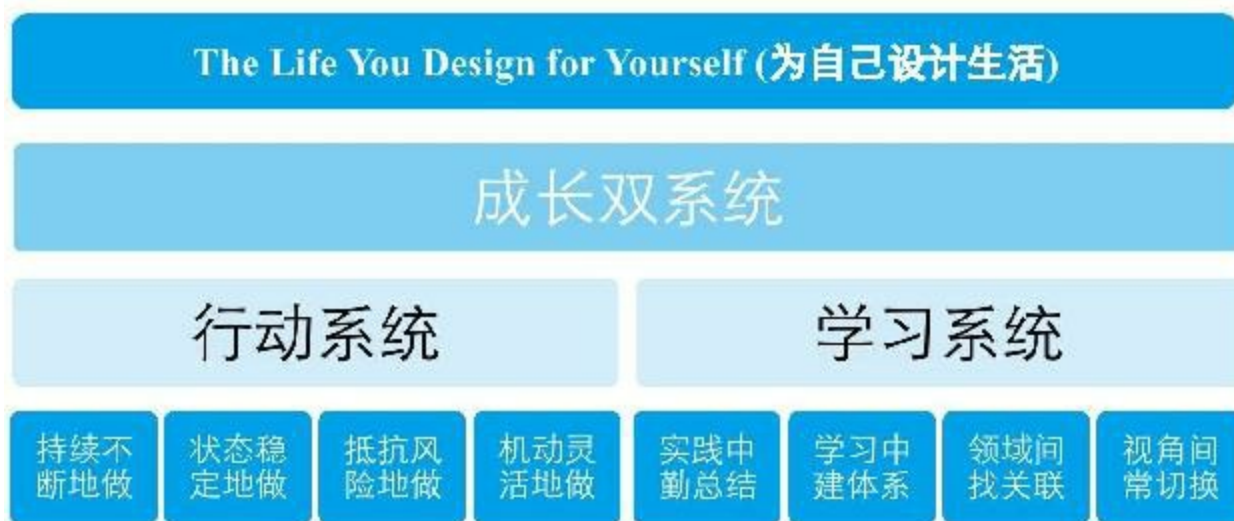 The Life You Design for Yourself (为自己设计生活)
成长双系统
行动系统
学习系统
持续不
断地做
状态稳
定地做
抵抗风
险地做
机动灵
活地做
实践中
勤总结
学习中
建体系
领域间
找关联
视角间
常切换